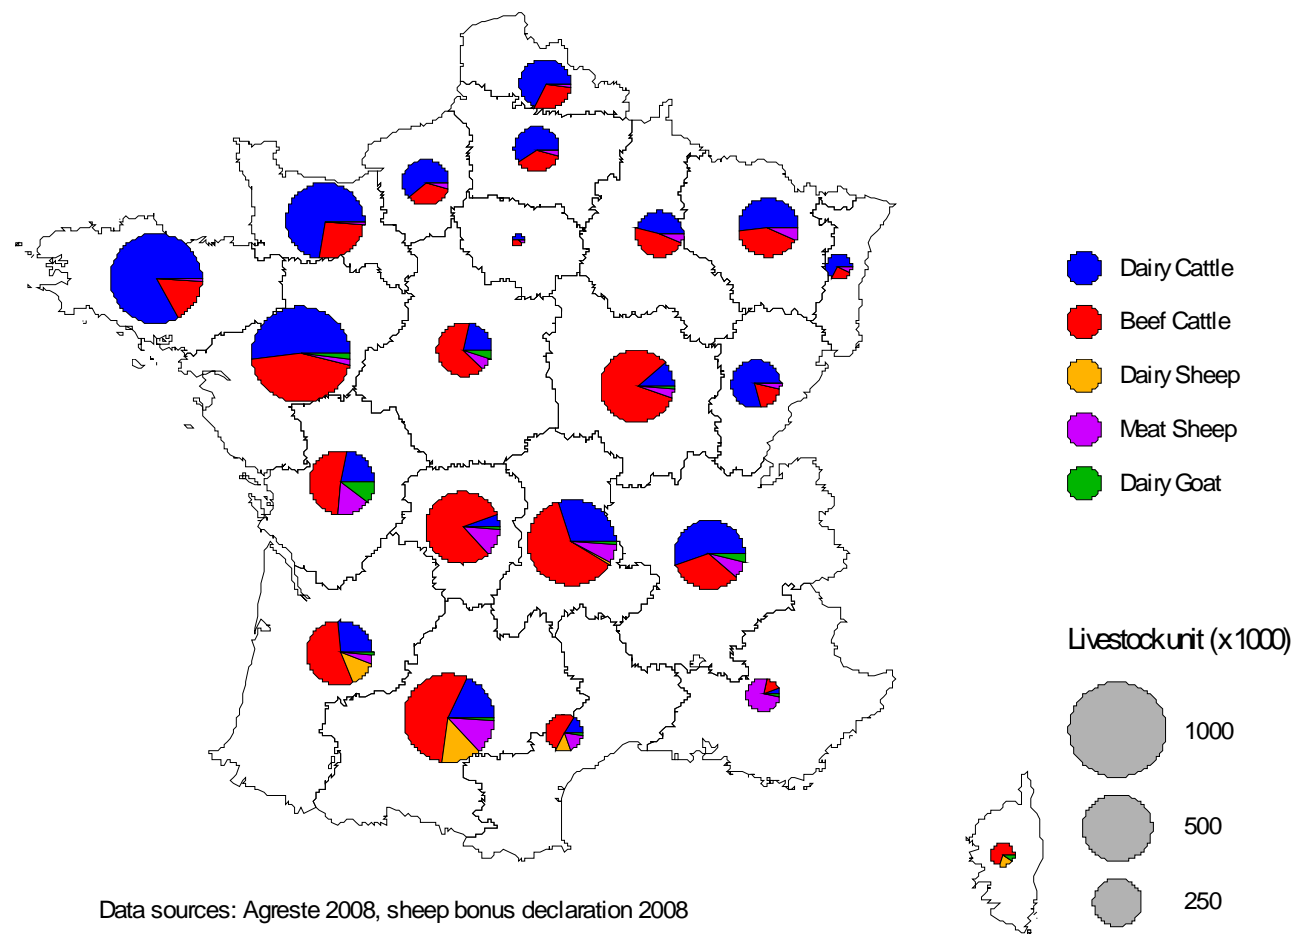 Dairy Cattle
Beef Cattle
Dairy Sheep
Meat Sheep
Dairy Goat
Livestock unit (x 1000)
1000
500
250
Data sources: Agreste 2008, sheep bonus declaration 2008